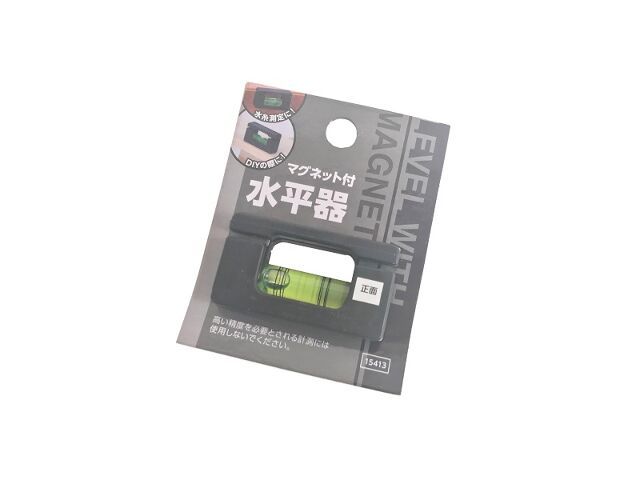 水糸測定に!
DIYの際に!
LEVEL WITH
MAGNET
マグネット付
水平器
正面
高い精度を必要とされる計測には
使用しないでください。
15413